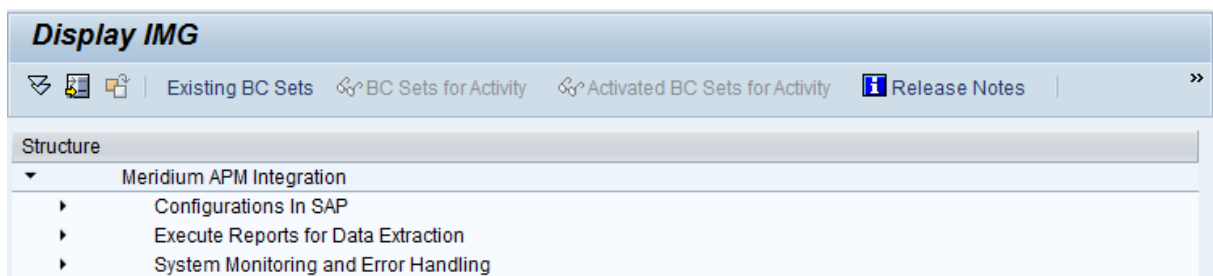 Display IMG
Existing BC Sets BC Sets for Activity Activated BC Sets for Activity Release Notes
Structure
Meridium APM Integration
Configurations In SAP
Execute Reports for Data Extraction
System Monitoring and Error Handling